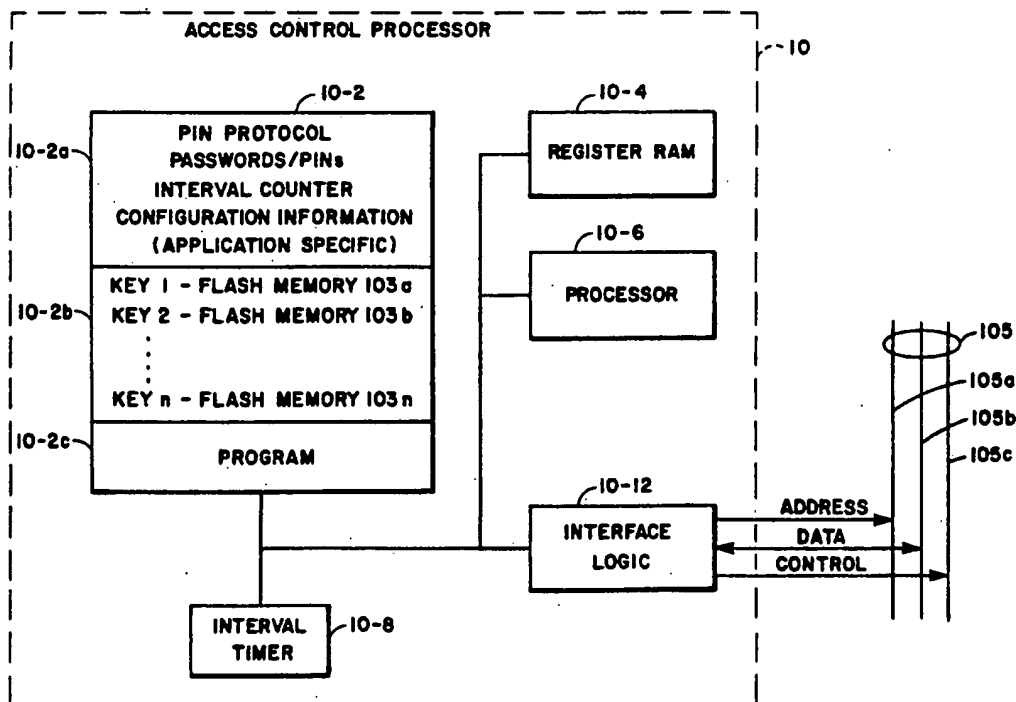 ACCESS CONTROL PROCESSOR
10
10-2
10-2a
PIN PROTOCOL
PASSWORDS/PINs
INTERVAL COUNTER
CONFIGURATION INFORMATION
(APPLICATION SPECIFIC)
10-2b
KEY 1 - FLASH MEMORY 103a
KEY 2 - FLASH MEMORY 103b
KEY n - FLASH MEMORY 103n
10-2c
PROGRAM
10-4
REGISTER RAM
10-6
PROCESSOR
10-12
INTERFACE
LOGIC
INTERVAL
TIMER
10-8
ADDRESS
DATA
CONTROL
105
105a
105b
105c